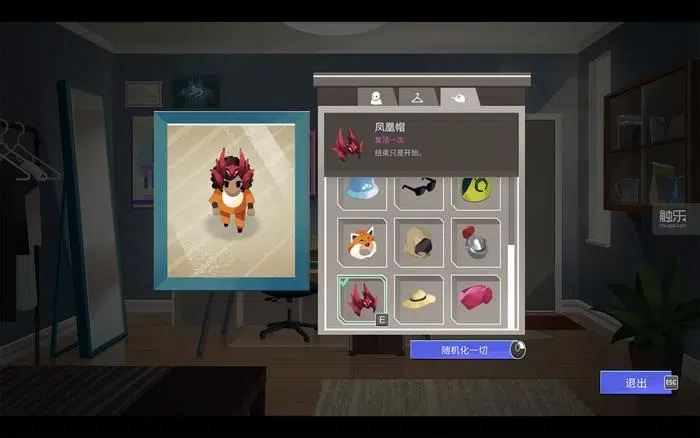 凤凰帽
复活一次
结束只是开始。
触乐
chuapp.com
E
随机化一切
退出 ESC